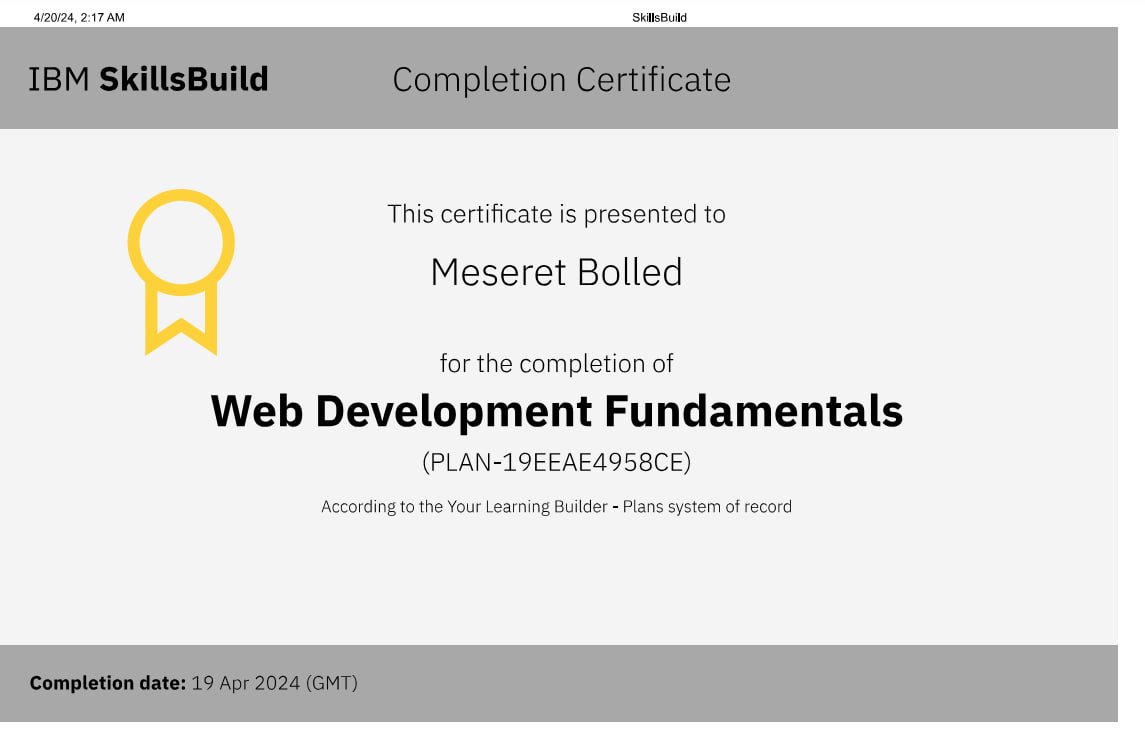 4/20/24, 2:17 AM SkillsBuild
IBM SkillsBuild Completion Certificate
This certificate is presented to
Meseret Bolled
for the completion of
Web Development Fundamentals
(PLAN-19EEAE4958CE)
According to the Your Learning Builder - Plans system of record
Completion date: 19 Apr 2024 (GMT)